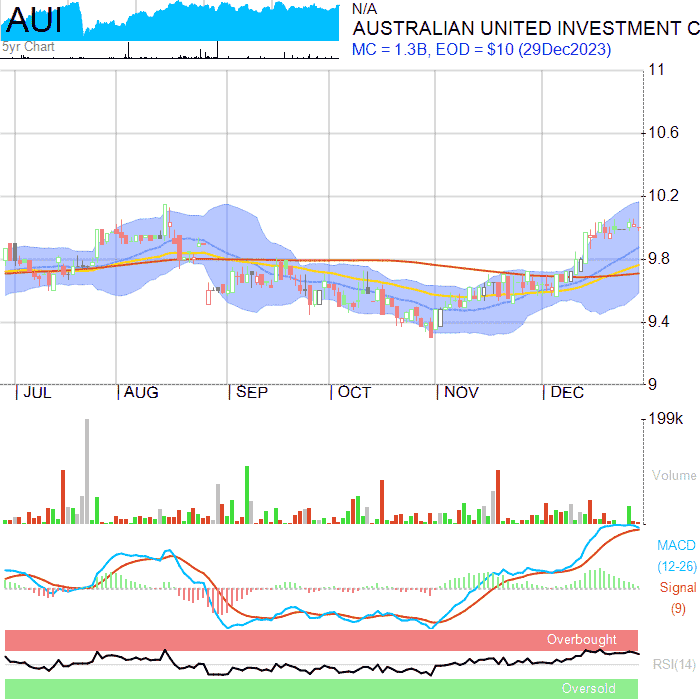 AUI
5yr Chart
N/A
AUSTRALIAN UNITED INVESTMENT C
MC = 1.3B, EOD = $10 (29Dec2023)
11
10.6
10.2
9.8
9.4
9
JUL AUG SEP OCT NOV DEC
199k
Volume
MACD
(12-26)
Signal
(9)
Overbought
RSI(14)
Oversold